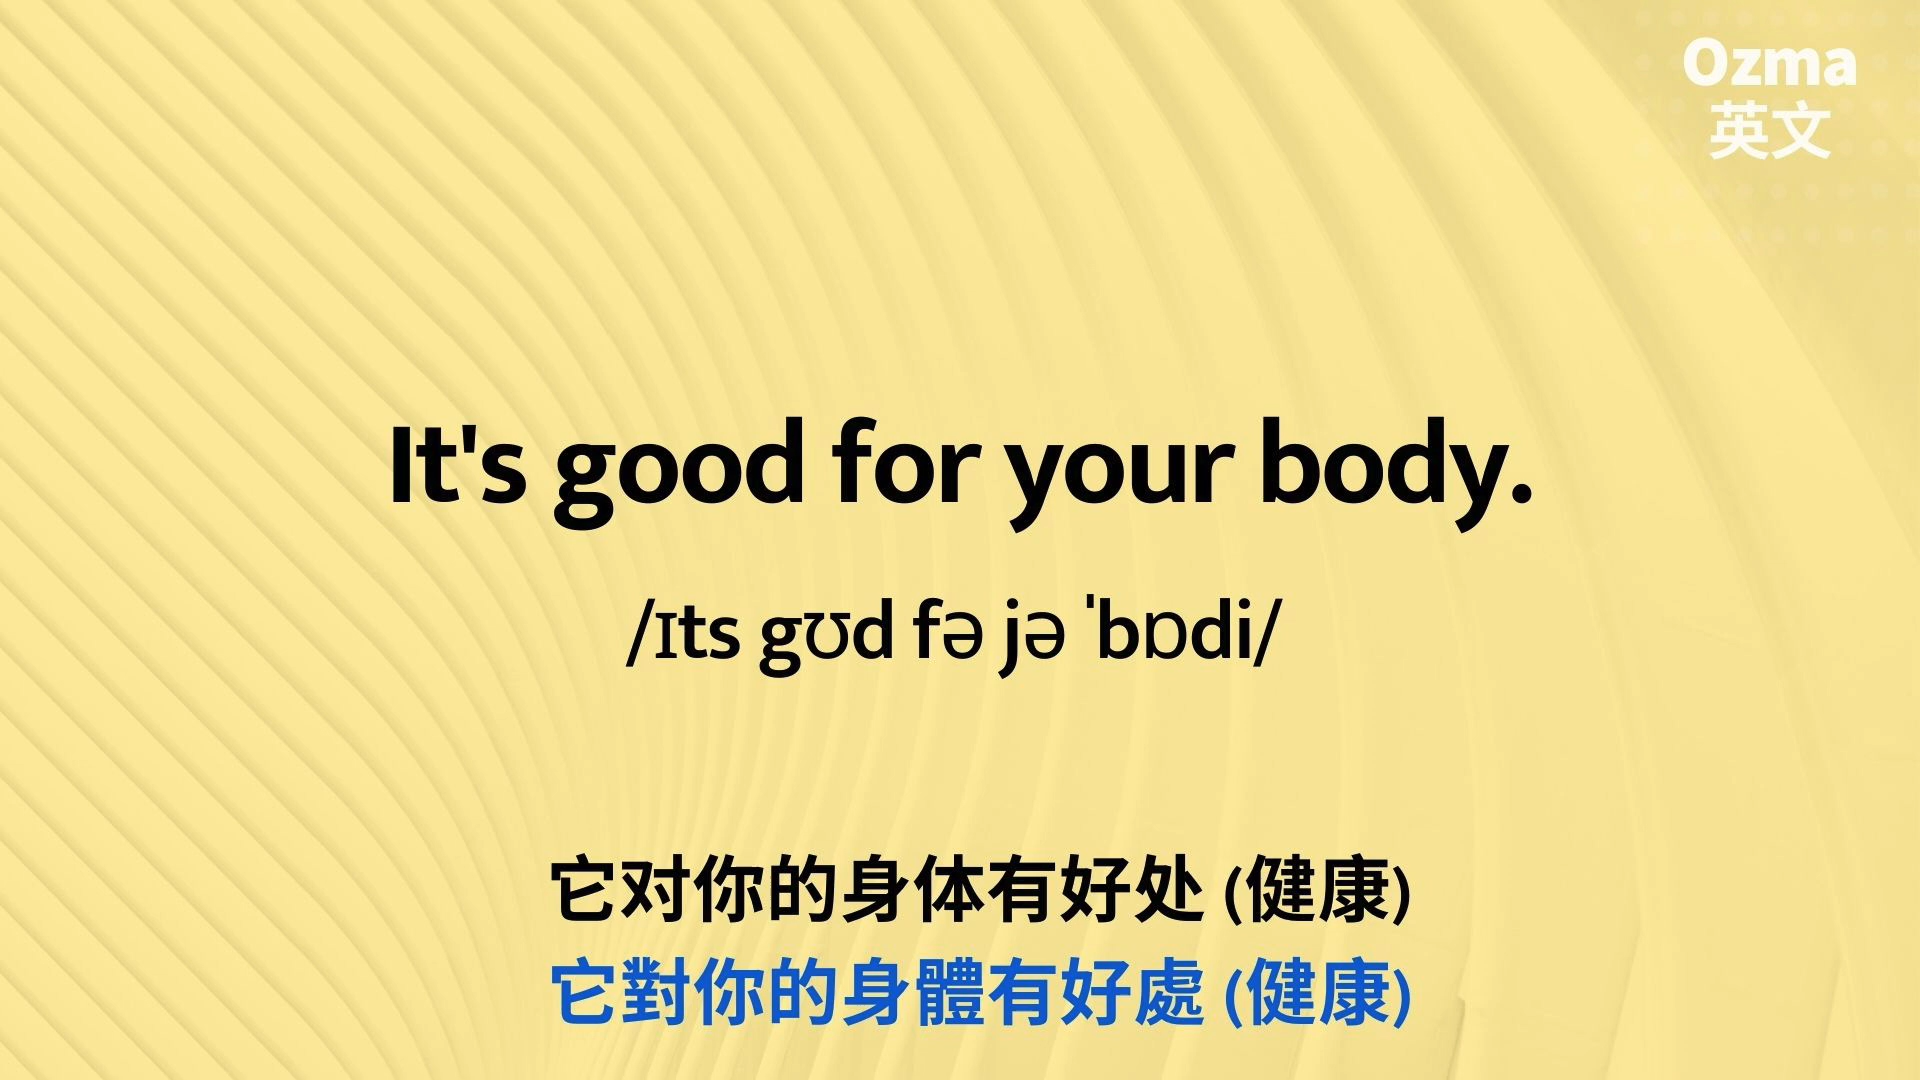 Ozma
英文
It's good for your body.
/ɪts gʊd fə jə ˈbɒdi/
它对你的身体有好处 (健康)
它對你的身體有好處 (健康)